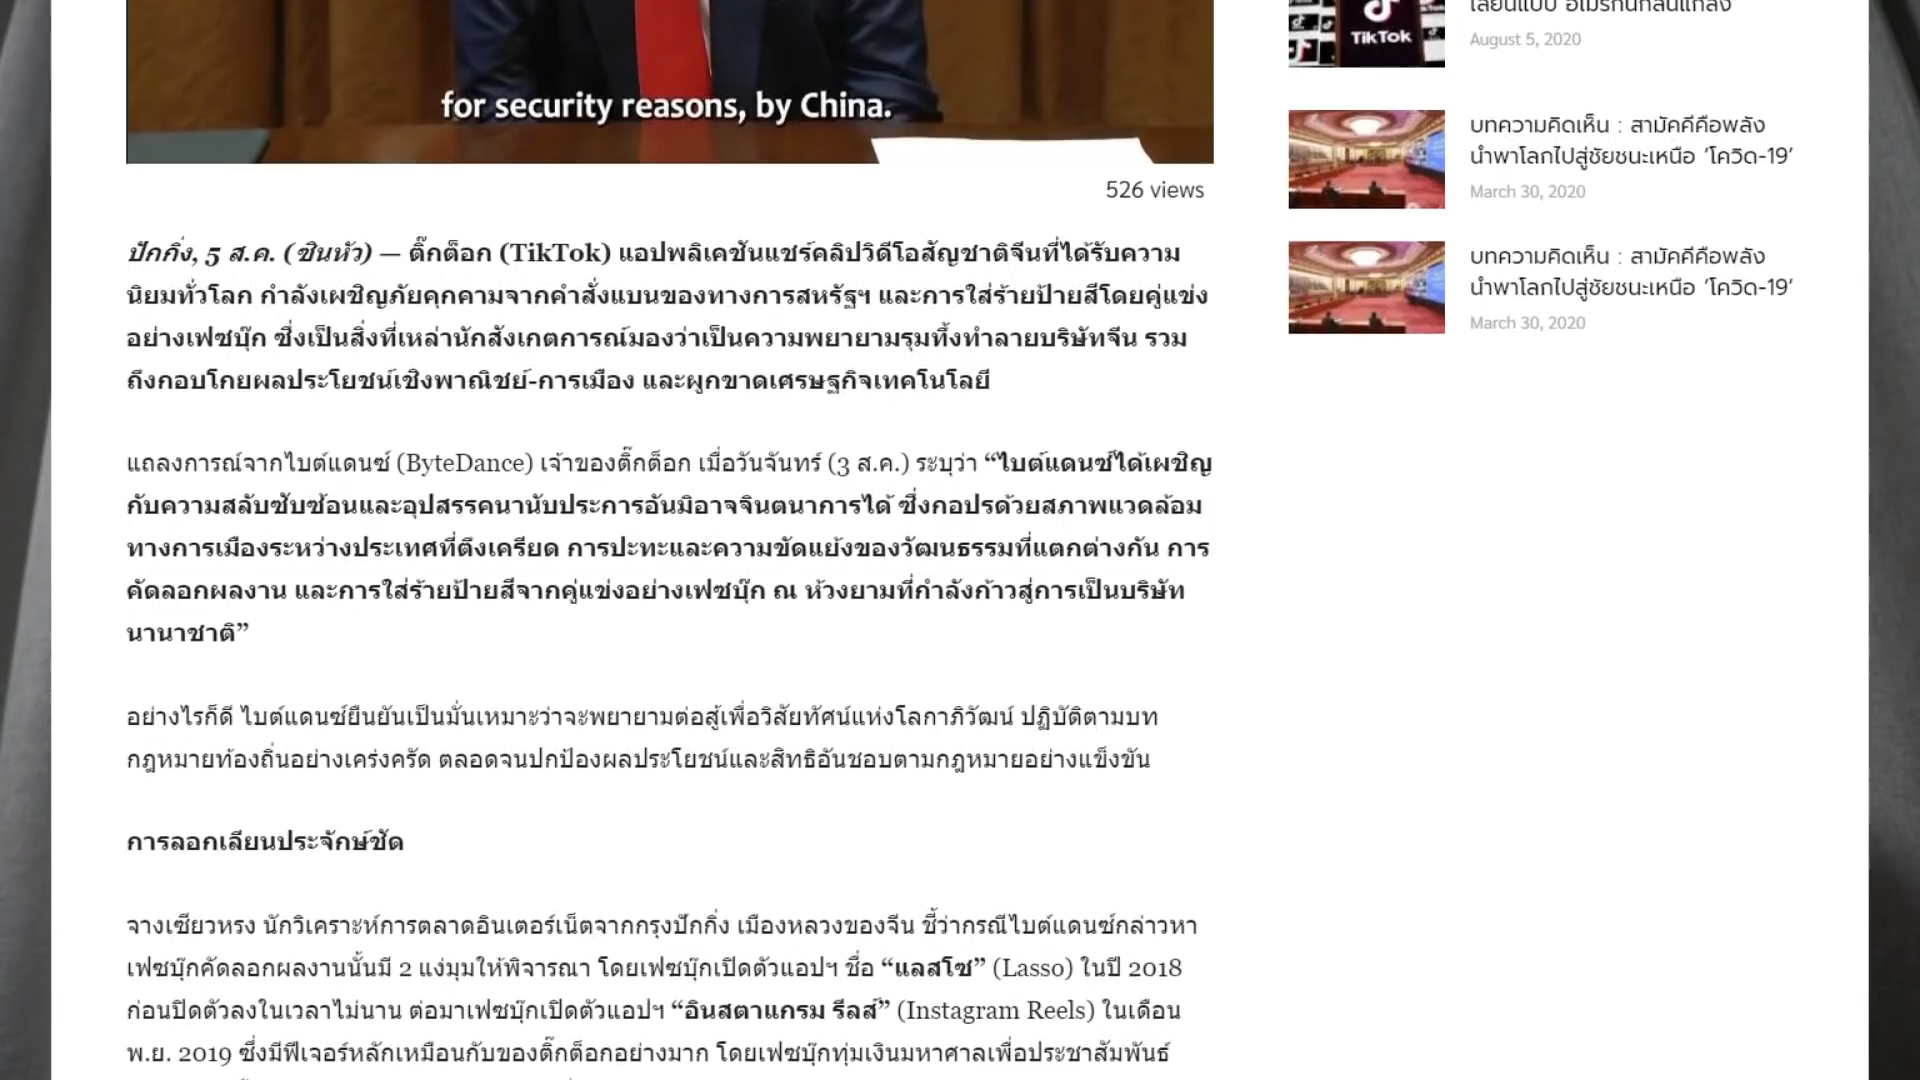 for security reasons, by China.
526 views
ปักกิ่ง, 5 ส.ค. (ซินหัว) — ติ๊กต็อก (TikTok) แอปพลิเคชันแชร์คลิปวิดีโอสัญชาติจีนที่ได้รับความ
นิยมทั่วโลก กำลังเผชิญภัยคุกคามจากคำสั่งแบนของทางการสหรัฐฯ และการใส่ร้ายป้ายสีโดยคู่แข่ง
อย่างเฟซบุ๊ก ซึ่งเป็นสิ่งที่เหล่านักสังเกตการณ์มองว่าเป็นความพยายามรุมทึ้งทำลายบริษัทจีน รวม
ถึงกอบโกยผลประโยชน์เชิงพาณิชย์-การเมือง และผูกขาดเศรษฐกิจเทคโนโลยี
แถลงการณ์จากไบต์แดนซ์ (ByteDance) เจ้าของติ๊กต็อก เมื่อวันจันทร์ (3 ส.ค.) ระบุว่า “ไบต์แดนซ์ได้เผชิญ
กับความสลับซับซ้อนและอุปสรรคนานับประการอันมิอาจจินตนาการได้ ซึ่งกอปรด้วยสภาพแวดล้อม
ทางการเมืองระหว่างประเทศที่ตึงเครียด การปะทะและความขัดแย้งของวัฒนธรรมที่แตกต่างกัน การ
คัดลอกผลงาน และการใส่ร้ายป้ายสีจากคู่แข่งอย่างเฟซบุ๊ก ณ ห้วงยามที่กำลังก้าวสู่การเป็นบริษัท
นานาชาติ”
อย่างไรก็ดี ไบต์แดนซ์ยืนยันเป็นมั่นเหมาะว่าจะพยายามต่อสู้เพื่อวิสัยทัศน์แห่งโลกาภิวัฒน์ ปฏิบัติตามบท
กฎหมายท้องถิ่นอย่างเคร่งครัด ตลอดจนปกป้องผลประโยชน์และสิทธิอันชอบตามกฎหมายอย่างแข็งขัน
การลอกเลียนประจักษ์ชัด
จางเซียวหรง นักวิเคราะห์การตลาดอินเตอร์เน็ตจากกรุงปักกิ่ง เมืองหลวงของจีน ชี้ว่ากรณีไบต์แดนซ์กล่าวหา
เฟซบุ๊กคัดลอกผลงานนั้นมี 2 แง่มุมให้พิจารณา โดยเฟซบุ๊กเปิดตัวแอปฯ ชื่อ “แลสโซ” (Lasso) ในปี 2018
ก่อนปิดตัวลงในเวลาไม่นาน ต่อมาเฟซบุ๊กเปิดตัวแอปฯ “อินสตาแกรม รีลส์” (Instagram Reels) ในเดือน
พ.ย. 2019 ซึ่งมีฟีเจอร์หลักเหมือนกับของติ๊กต็อกอย่างมาก โดยเฟซบุ๊กทุ่มเงินมหาศาลเพื่อประชาสัมพันธ์
TikTok
August 5, 2020
บทความคิดเห็น : สามัคคีคือพลัง
นำพาโลกไปสู่ชัยชนะเหนือ ‘โควิด-19’
March 30, 2020
บทความคิดเห็น : สามัคคีคือพลัง
นำพาโลกไปสู่ชัยชนะเหนือ ‘โควิด-19’
March 30, 2020